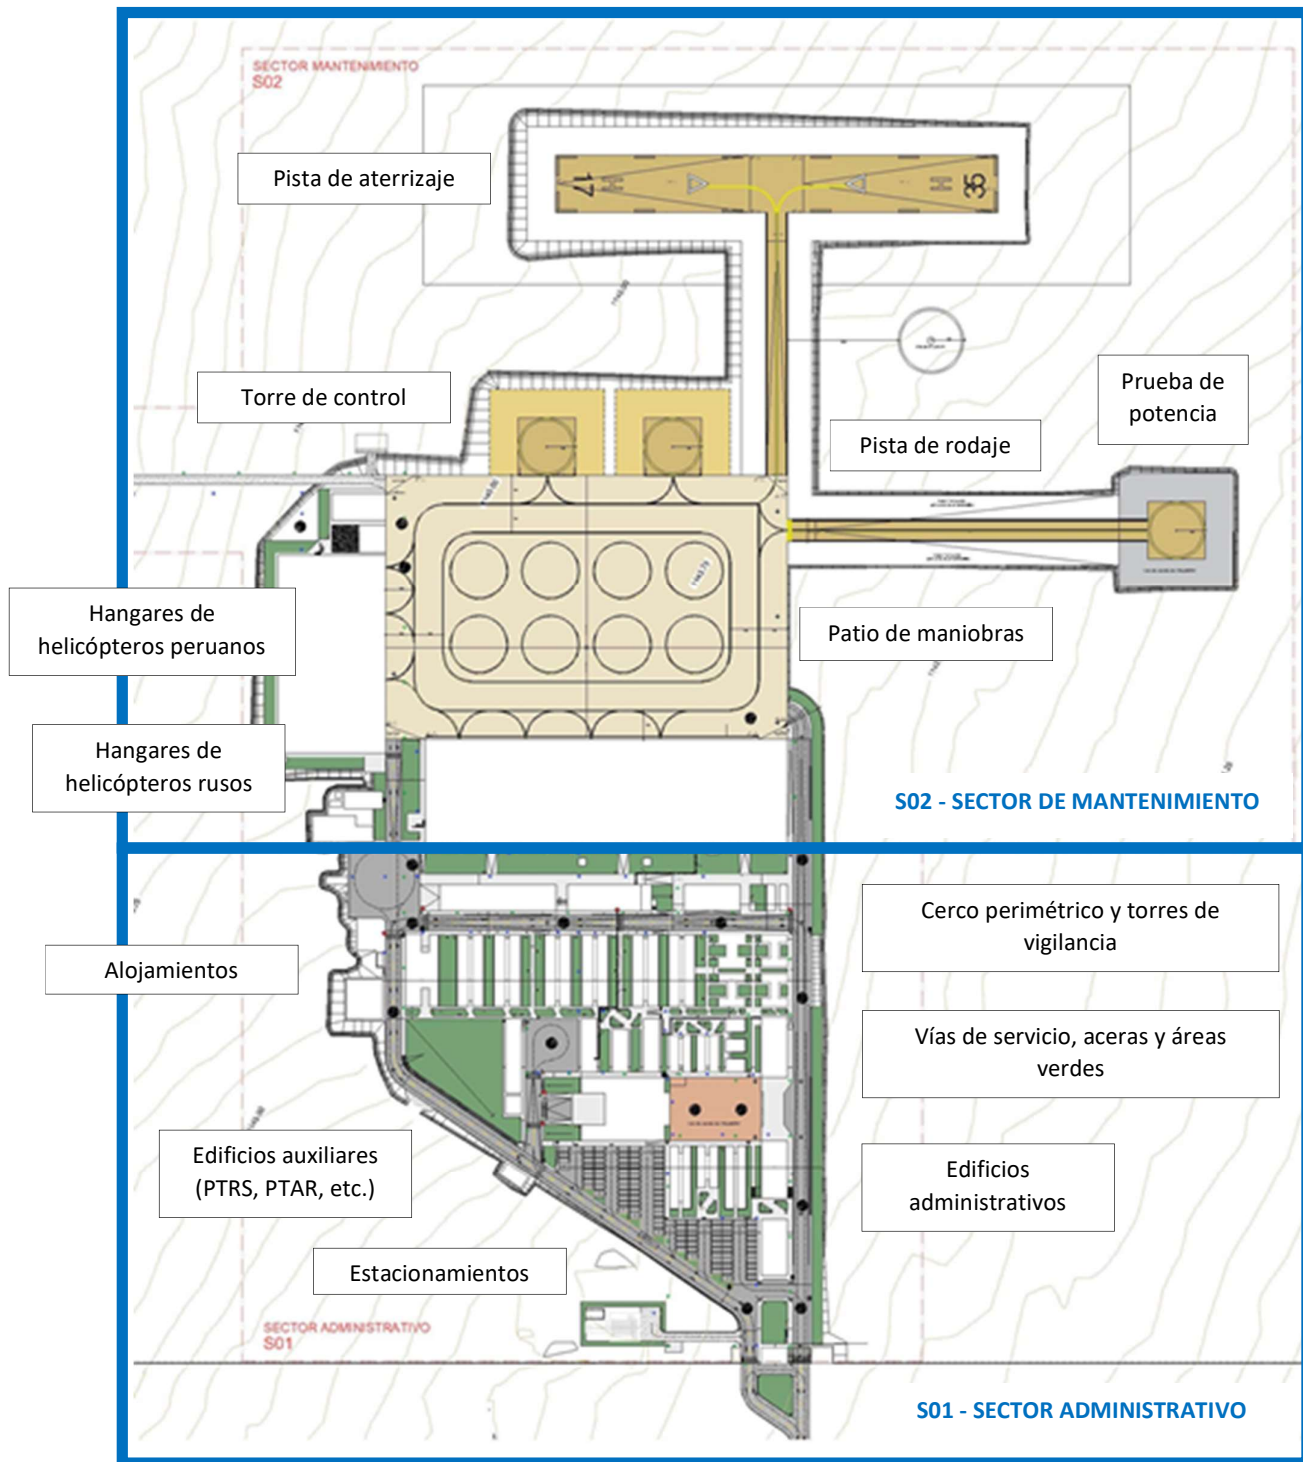 SECTOR MANTENIMIENTO
S02
Pista de aterrizaje
17
H
H
35
1143.00
Torre de control
Prueba de
potencia
Pista de rodaje
Hangares de
helicópteros peruanos
Patio de maniobras
Hangares de
helicópteros rusos
S02 - SECTOR DE MANTENIMIENTO
Cerco perimétrico y torres de
vigilancia
Alojamientos
Vías de servicio, aceras y áreas
verdes
Edificios auxiliares
(PTRS, PTAR, etc.)
Edificios
administrativos
Estacionamientos
SECTOR ADMINISTRATIVO
S01
S01 - SECTOR ADMINISTRATIVO